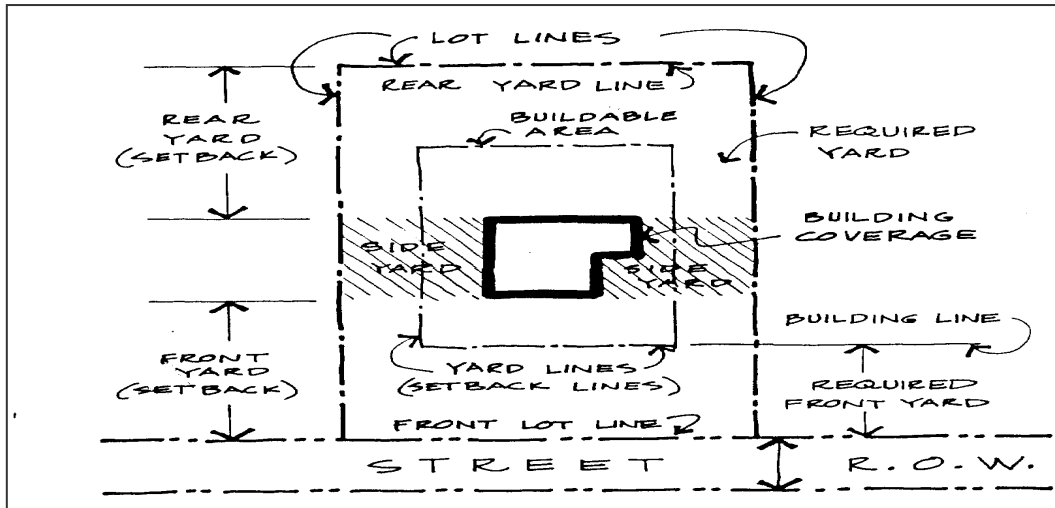 LOT LINES
REAR YARD LINE
REAR
YARD
(SETBACK)
BUILDABLE
AREA
REQUIRED
YARD
SIDE
YARD
BUILDING
COVERAGE
SIDE
YARD
BUILDING LINE
FRONT
YARD
(SETBACK)
YARD LINES
(SETBACK LINES)
REQUIRED
FRONT YARD
FRONT LOT LINE
STREET
R.O.W.